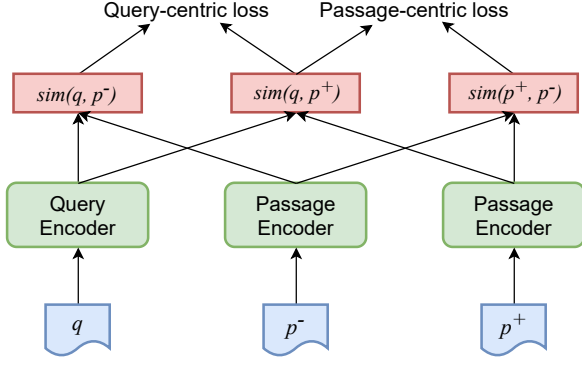 Query-centric loss Passage-centric loss
sim(q, p⁻) sim(q, p⁺) sim(p⁺, p⁻)
Query Passage Passage
Encoder Encoder Encoder
q p⁻ p⁺